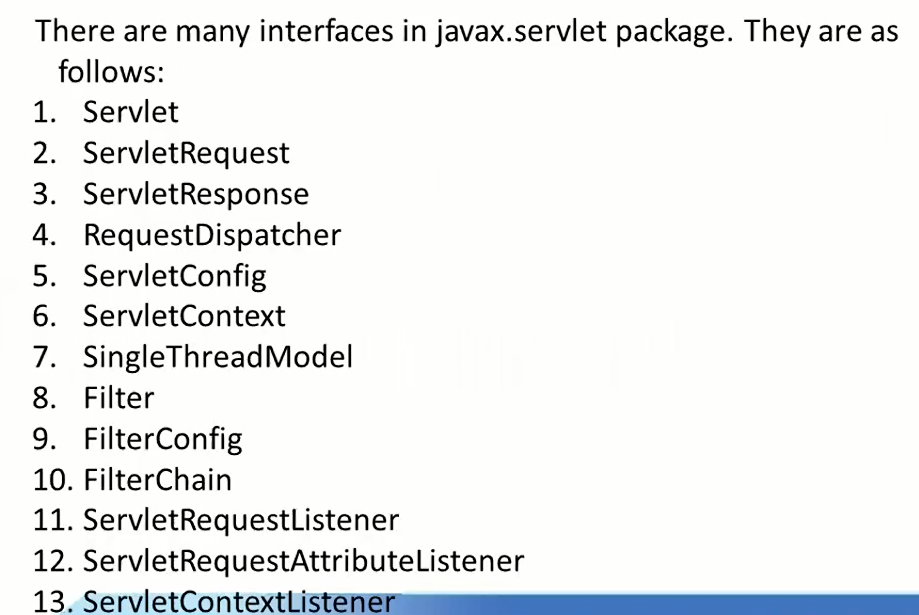 There are many interfaces in javax.servlet package. They are as
follows:
1. Servlet
2. ServletRequest
3. ServletResponse
4. RequestDispatcher
5. ServletConfig
6. ServletContext
7. SingleThreadModel
8. Filter
9. FilterConfig
10. FilterChain
11. ServletRequestListener
12. ServletRequestAttributeListener
13. ServletContextListener